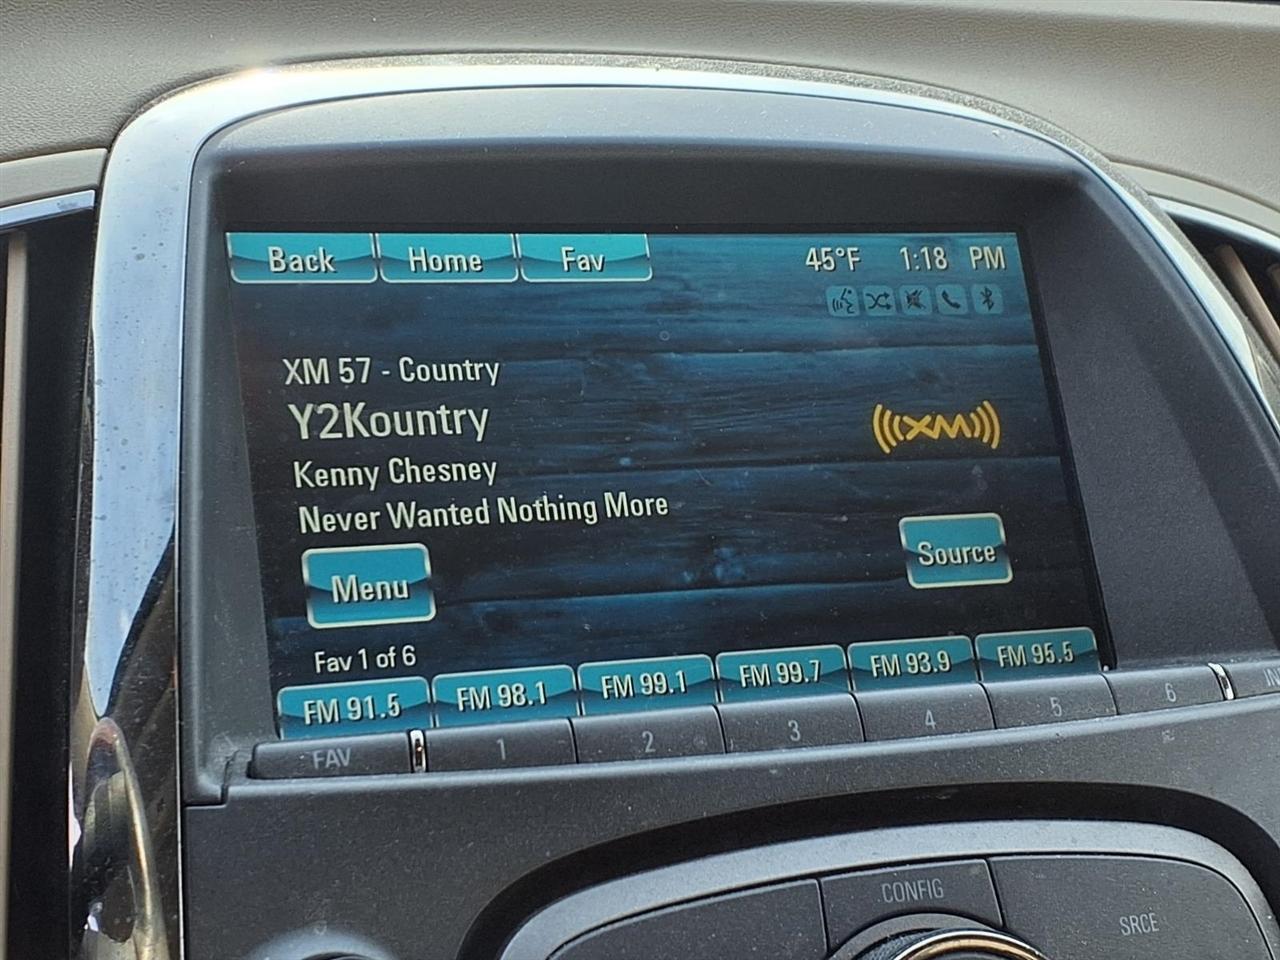 Back Home Fav 45°F 1:18 PM
XM 57 - Country
Y2Kountry
XM
Kenny Chesney
Never Wanted Nothing More
Menu Source
Fav 1 of 6
FM 91.5 FM 98.1 FM 99.1 FM 99.7 FM 93.9 FM 95.5
FAV 1 2 3 4 5 6
CONFIG
SRCE